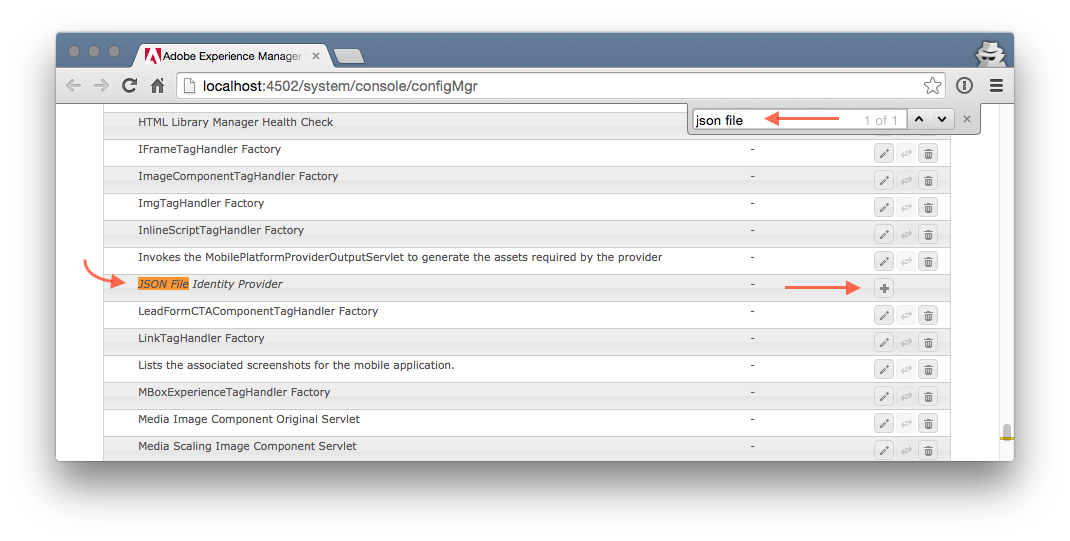 Adobe Experience Manager
localhost:4502/system/console/configMgr
json file 1 of 1
HTML Library Manager Health Check
IFrameTagHandler Factory -
ImageComponentTagHandler Factory -
ImgTagHandler Factory -
InlineScriptTagHandler Factory -
Invokes the MobilePlatformProviderOutputServlet to generate the assets required by the provider -
JSON File Identity Provider -
LeadFormCTAComponentTagHandler Factory -
LinkTagHandler Factory -
Lists the associated screenshots for the mobile application. -
MBoxExperienceTagHandler Factory -
Media Image Component Original Servlet -
Media Scaling Image Component Servlet -